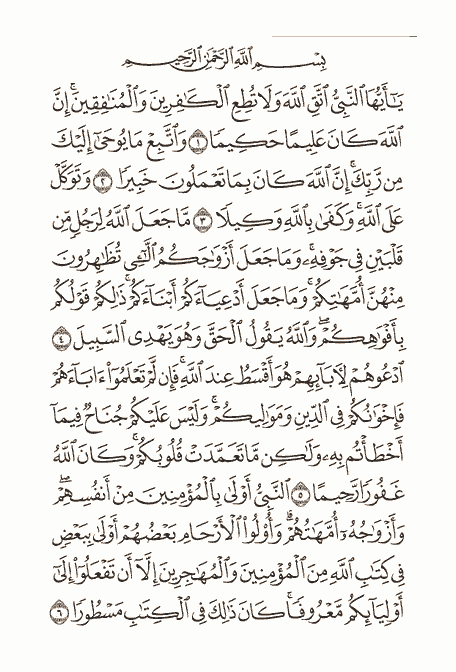 بِسْمِ ٱللَّهِ ٱلرَّحْمَٰنِ ٱلرَّحِيمِ
يَٰٓأَيُّهَا ٱلنَّبِىُّ ٱتَّقِ ٱللَّهَ وَلَا تُطِعِ ٱلْكَٰفِرِينَ وَٱلْمُنَٰفِقِينَ ۚ إِنَّ
ٱللَّهَ كَانَ عَلِيمًا حَكِيمًا ١ وَٱتَّبِعْ مَا يُوحَىٰٓ إِلَيْكَ
مِن رَّبِّكَ ۚ إِنَّ ٱللَّهَ كَانَ بِمَا تَعْمَلُونَ خَبِيرًا ٢ وَتَوَكَّلْ
عَلَى ٱللَّهِ ۚ وَكَفَىٰ بِٱللَّهِ وَكِيلًا ٣ مَّا جَعَلَ ٱللَّهُ لِرَجُلٍ مِّن
قَلْبَيْنِ فِى جَوْفِهِۦ ۚ وَمَا جَعَلَ أَزْوَٰجَكُمُ ٱلَّٰٓـِٔى تُظَٰهِرُونَ
مِنْهُنَّ أُمَّهَٰتِكُمْ ۚ وَمَا جَعَلَ أَدْعِيَآءَكُمْ أَبْنَآءَكُمْ ۚ ذَٰلِكُمْ قَوْلُكُم
بِأَفْوَٰهِكُمْ ۖ وَٱللَّهُ يَقُولُ ٱلْحَقَّ وَهُوَ يَهْدِى ٱلسَّبِيلَ ٤
ٱدْعُوهُمْ لِءَابَآئِهِمْ هُوَ أَقْسَطُ عِندَ ٱللَّهِ ۚ فَإِن لَّمْ تَعْلَمُوٓا۟ ءَابَآءَهُمْ
فَإِخْوَٰنُكُمْ فِى ٱلدِّينِ وَمَوَٰلِيكُمْ ۚ وَلَيْسَ عَلَيْكُمْ جُنَاحٌ فِيمَآ
أَخْطَأْتُم بِهِۦ وَلَٰكِن مَّا تَعَمَّدَتْ قُلُوبُكُمْ ۚ وَكَانَ ٱللَّهُ
غَفُورًا رَّحِيمًا ٥ ٱلنَّبِىُّ أَوْلَىٰ بِٱلْمُؤْمِنِينَ مِنْ أَنفُسِهِمْ ۖ
وَأَزْوَٰجُهُۥٓ أُمَّهَٰتُهُمْ ۗ وَأُو۟لُوا۟ ٱلْأَرْحَامِ بَعْضُهُمْ أَوْلَىٰ بِبَعْضٍ
فِى كِتَٰبِ ٱللَّهِ مِنَ ٱلْمُؤْمِنِينَ وَٱلْمُهَٰجِرِينَ إِلَّآ أَن تَفْعَلُوٓا۟ إِلَىٰٓ
أَوْلِيَآئِكُم مَّعْرُوفًا ۚ كَانَ ذَٰلِكَ فِى ٱلْكِتَٰبِ مَسْطُورًا ٦